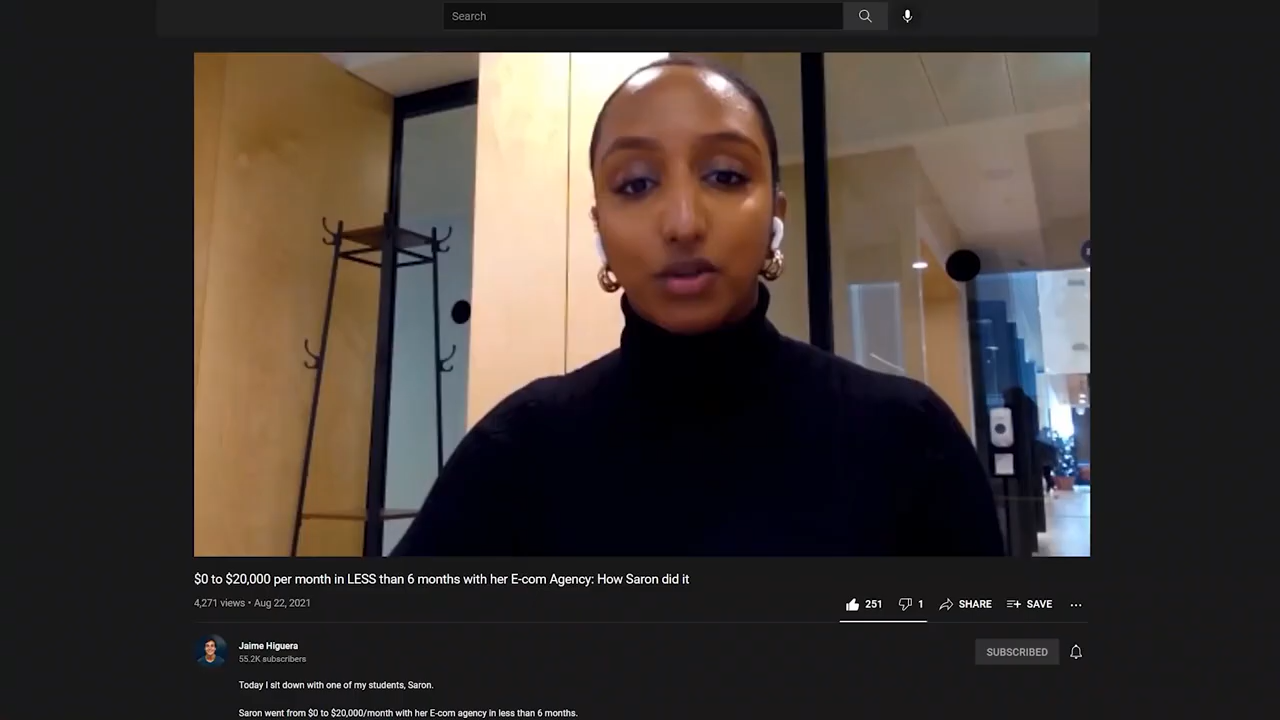 Search
$0 to $20,000 per month in LESS than 6 months with her E-com Agency: How Saron did it
4,271 views • Aug 22, 2021
251 1 SHARE SAVE ...
Jaime Higuera
55.2K subscribers
SUBSCRIBED
Today I sit down with one of my students, Saron.
Saron went from $0 to $20,000/month with her E-com agency in less than 6 months.